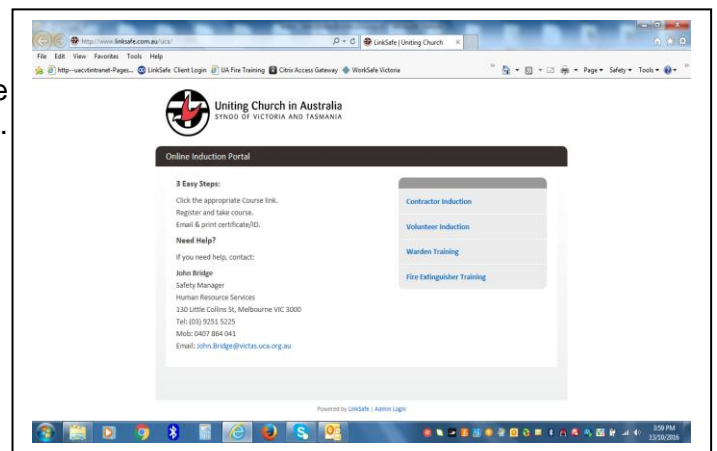 e
.
http://www.linksafe.com.au/uca/
LinkSafe | Uniting Church
File Edit View Favorites Tools Help
http--uacvtintranet-Pages... LinkSafe Client Login UA Fire Training Citrix Access Gateway WorkSafe Victoria
Page Safety Tools
Uniting Church in Australia
SYNOD OF VICTORIA AND TASMANIA
Online Induction Portal
3 Easy Steps:
Click the appropriate Course link.
Register and take course.
Email & print certificate/ID.
Need Help?
If you need help, contact:
John Bridge
Safety Manager
Human Resource Services
130 Little Collins St, Melbourne VIC 3000
Tel: (03) 9251 5225
Mob: 0407 864 041
Email: John.Bridge@victas.uca.org.au
Contractor Induction
Volunteer Induction
Warden Training
Fire Extinguisher Training
Powered by LinkSafe | Admin Login
3:59 PM
13/10/2016